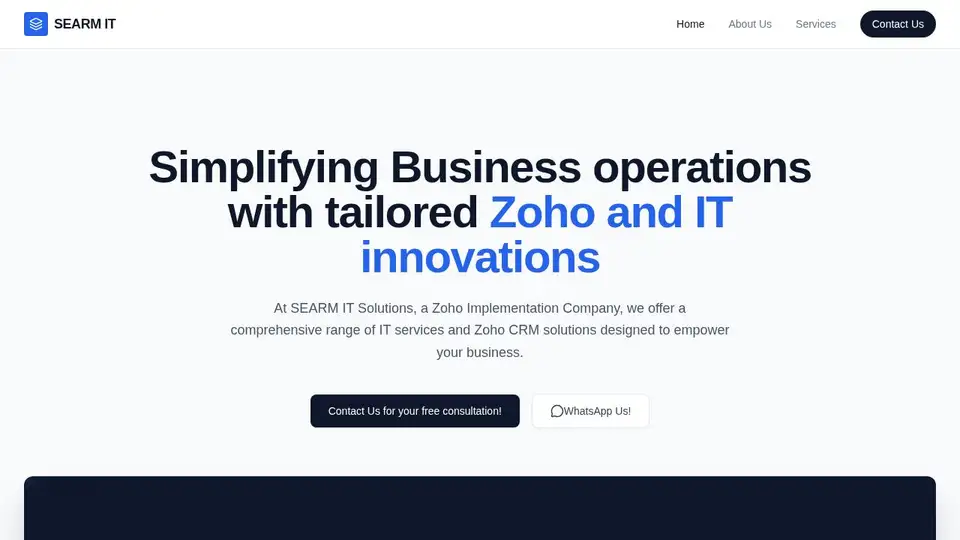 SEARM IT
Home
About Us
Services
Contact Us
Simplifying Business operations
with tailored Zoho and IT
innovations
At SEARM IT Solutions, a Zoho Implementation Company, we offer a
comprehensive range of IT services and Zoho CRM solutions designed to empower
your business.
Contact Us for your free consultation!
WhatsApp Us!